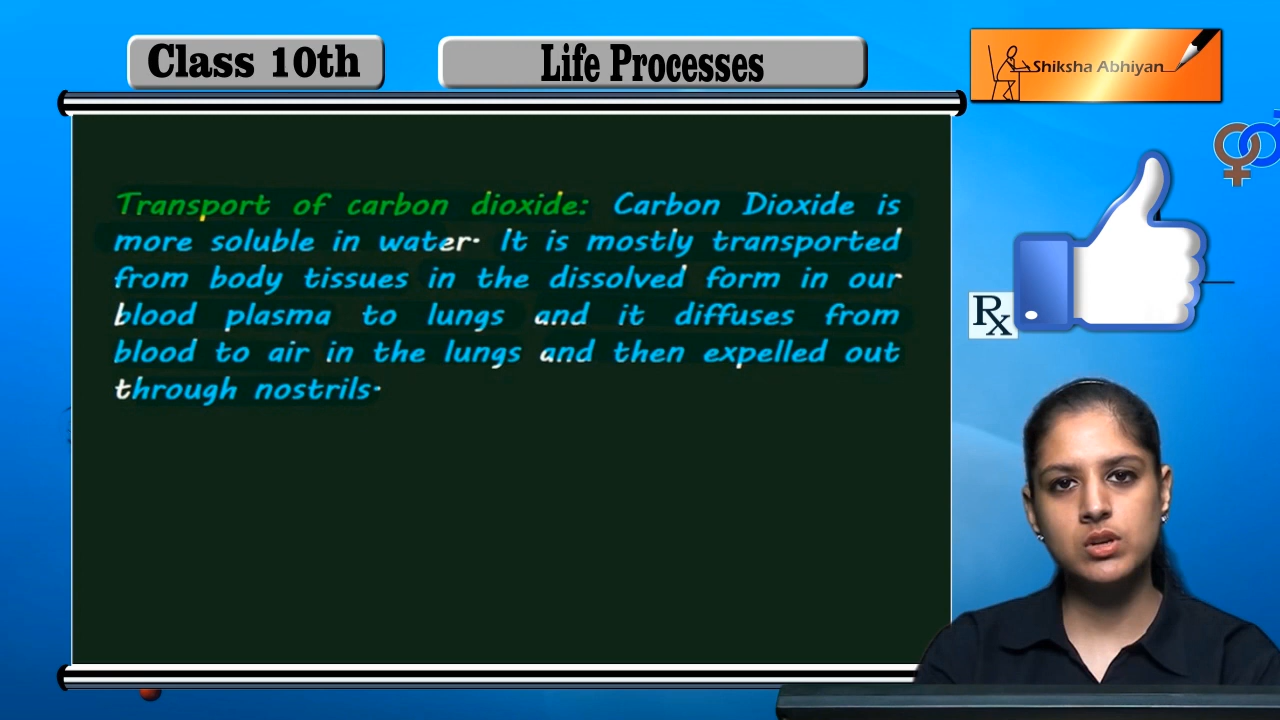 Class 10th
Life Processes
Shiksha Abhiyan
Transport of carbon dioxide: Carbon Dioxide is
more soluble in water. It is mostly transported
from body tissues in the dissolved form in our
blood plasma to lungs and it diffuses from
blood to air in the lungs and then expelled out
through nostrils.
Rx